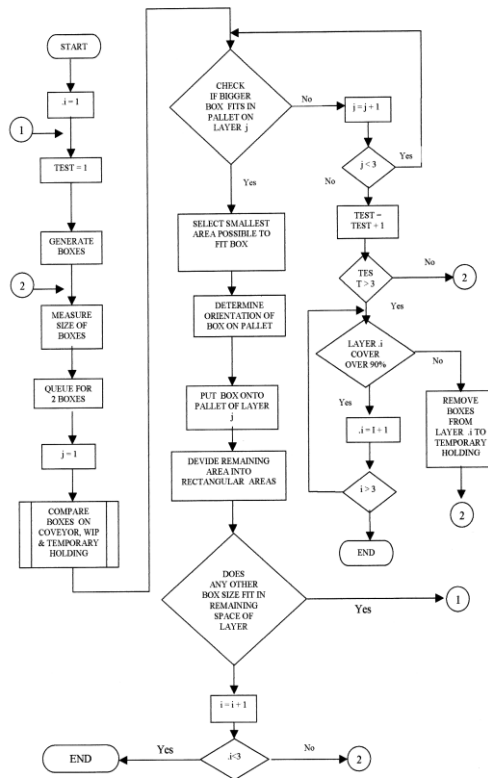 START
.i = 1
1
TEST = 1
GENERATE
BOXES
2
MEASURE
SIZE OF
BOXES
QUEUE FOR
2 BOXES
j = 1
COMPARE
BOXES ON
COVEYOR, WIP
& TEMPORARY
HOLDING
CHECK
IF BIGGER
BOX FITS IN
PALLET ON
LAYER j
No
Yes
SELECT SMALLEST
AREA POSSIBLE TO
FIT BOX
DETERMINE
ORIENTATION OF
BOX ON PALLET
PUT BOX ONTO
PALLET OF LAYER
j
DEVIDE REMAINING
AREA INTO
RECTANGULAR AREAS
DOES
ANY OTHER
BOX SIZE FIT IN
REMAINING
SPACE OF
LAYER
Yes
1
i = i + 1
.i<3
Yes
END
No
2
j = j + 1
j < 3
Yes
No
TEST =
TEST + 1
TES
T > 3
No
2
Yes
LAYER .i
COVER
OVER 90%
No
Yes
REMOVE
BOXES
FROM
LAYER .i TO
TEMPORARY
HOLDING
2
.i = I + 1
i > 3
END